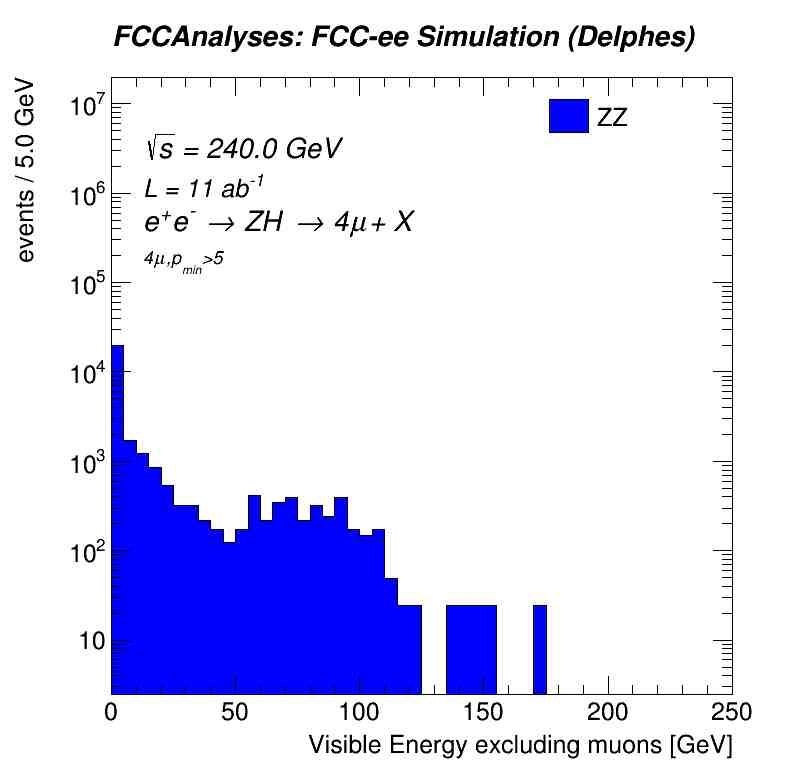 FCCAnalyses: FCC-ee Simulation (Delphes)
events / 5.0 GeV
ZZ
√s = 240.0 GeV
L = 11 ab⁻¹
e⁺e⁻ → ZH → 4μ + X
4μ,p_min>5
10⁷
10⁶
10⁵
10⁴
10³
10²
10
0 50 100 150 200 250
Visible Energy excluding muons [GeV]